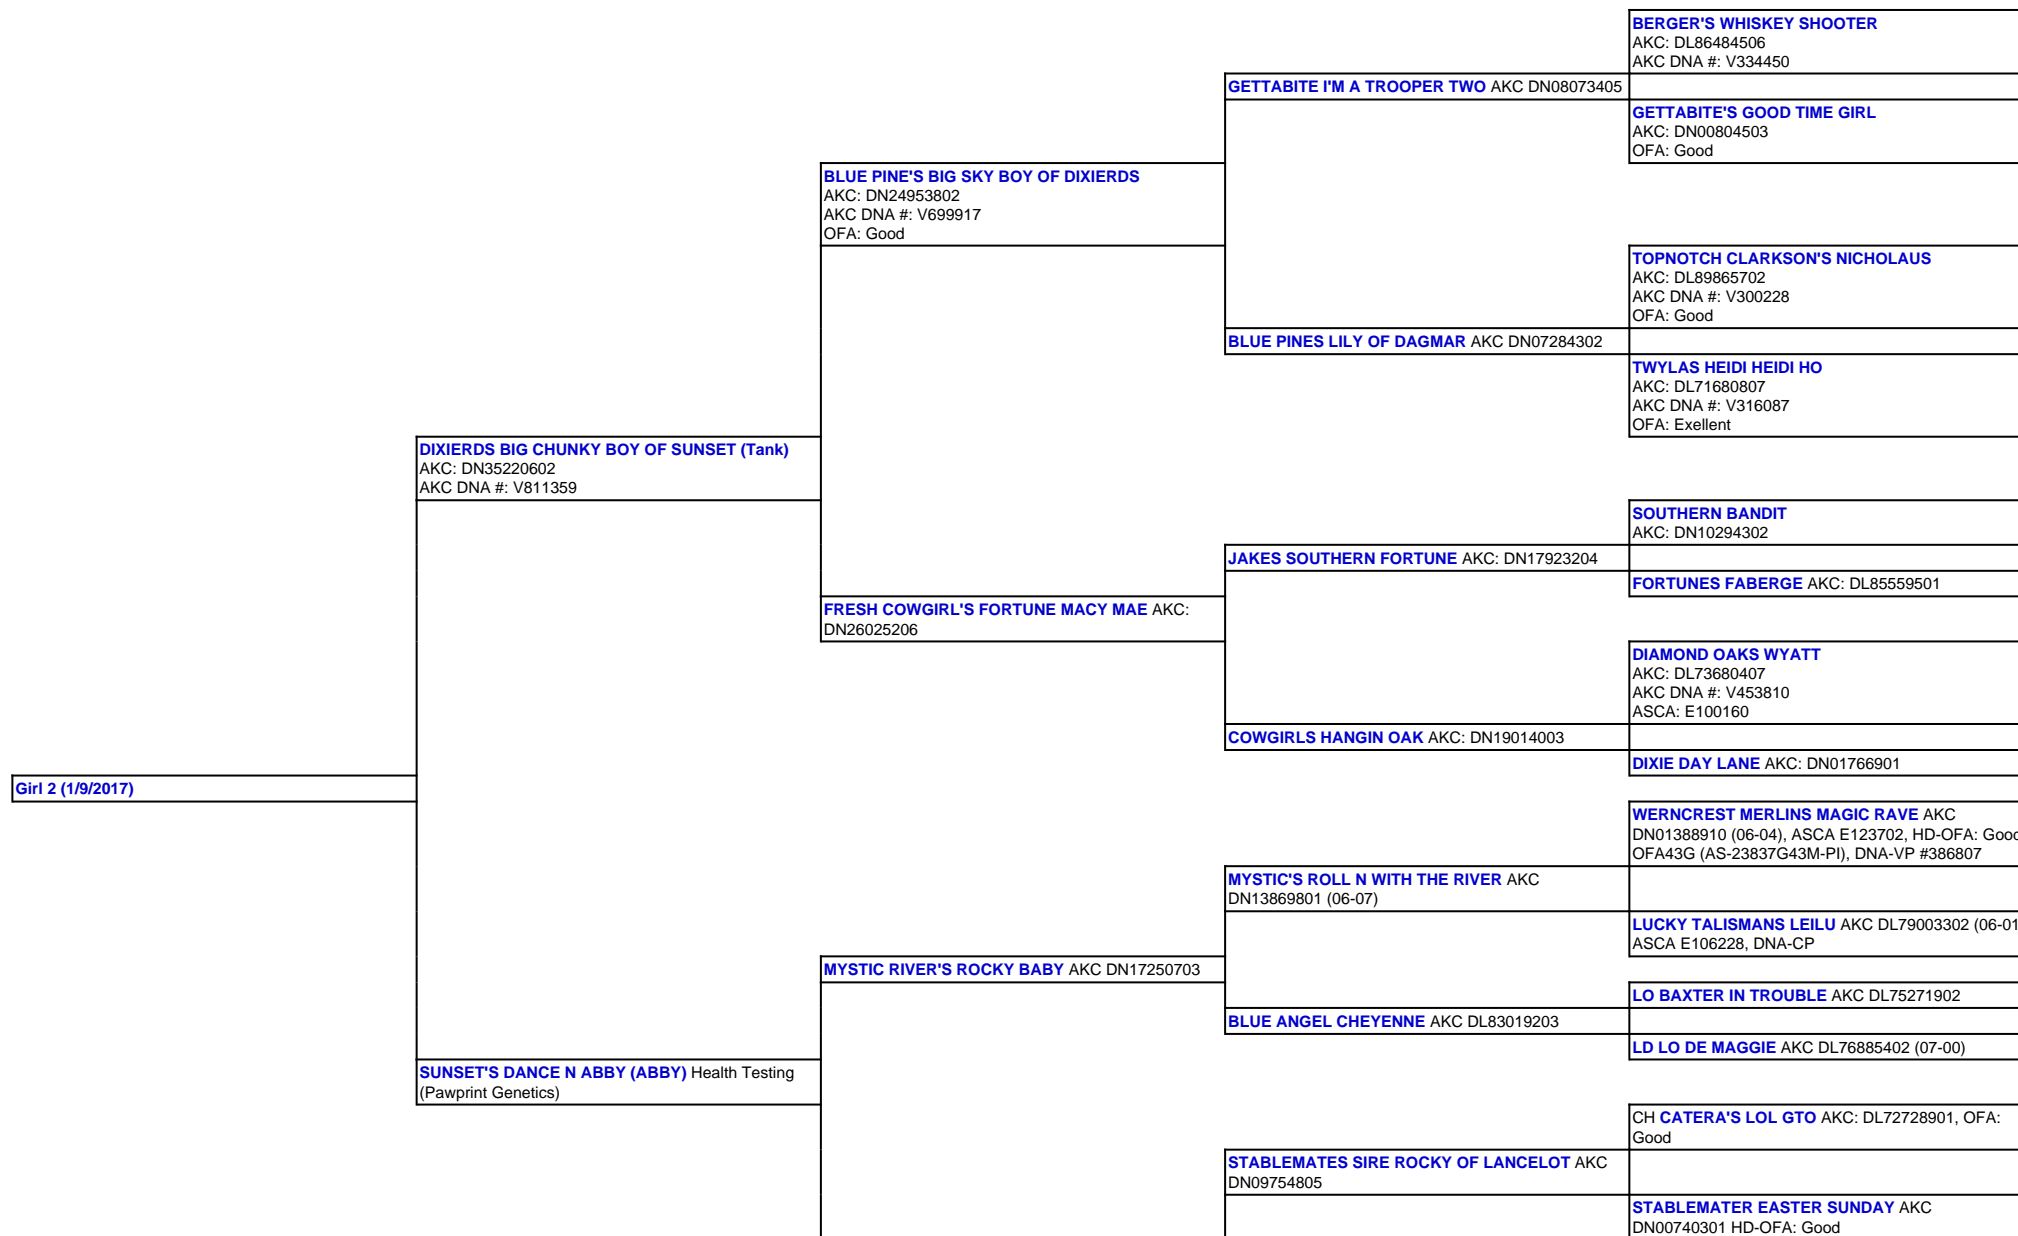 BERGER'S WHISKEY SHOOTER
AKC: DL86484506
AKC DNA #: V334450
GETTABITE I'M A TROOPER TWO AKC DN08073405
GETTABITE'S GOOD TIME GIRL
AKC: DN00804503
OFA: Good
BLUE PINE'S BIG SKY BOY OF DIXIERDS
AKC: DN24953802
AKC DNA #: V699917
OFA: Good
TOPNOTCH CLARKSON'S NICHOLAUS
AKC: DL89865702
AKC DNA #: V300228
OFA: Good
BLUE PINES LILY OF DAGMAR AKC DN07284302
TWYLAS HEIDI HEIDI HO
AKC: DL71680807
AKC DNA #: V316087
OFA: Exellent
DIXIERDS BIG CHUNKY BOY OF SUNSET (Tank)
AKC: DN35220602
AKC DNA #: V811359
SOUTHERN BANDIT
AKC: DN10294302
JAKES SOUTHERN FORTUNE AKC: DN17923204
FORTUNES FABERGE AKC: DL85559501
FRESH COWGIRL'S FORTUNE MACY MAE AKC:
DN26025206
DIAMOND OAKS WYATT
AKC: DL73680407
AKC DNA #: V453810
ASCA: E100160
COWGIRLS HANGIN OAK AKC: DN19014003
DIXIE DAY LANE AKC: DN01766901
Girl 2 (1/9/2017)
WERNCREST MERLINS MAGIC RAVE AKC
DN01388910 (06-04), ASCA E123702, HD-OFA: Good
OFA43G (AS-23837G43M-PI), DNA-VP #386807
MYSTIC'S ROLL N WITH THE RIVER AKC
DN13869801 (06-07)
LUCKY TALISMANS LEILU AKC DL79003302 (06-01
ASCA E106228, DNA-CP
MYSTIC RIVER'S ROCKY BABY AKC DN17250703
LO BAXTER IN TROUBLE AKC DL75271902
BLUE ANGEL CHEYENNE AKC DL83019203
LD LO DE MAGGIE AKC DL76885402 (07-00)
SUNSET'S DANCE N ABBY (ABBY) Health Testing
(Pawprint Genetics)
CH CATERA'S LOL GTO AKC: DL72728901, OFA:
Good
STABLEMATES SIRE ROCKY OF LANCELOT AKC
DN09754805
STABLEMATER EASTER SUNDAY AKC
DN00740301 HD-OFA: Good